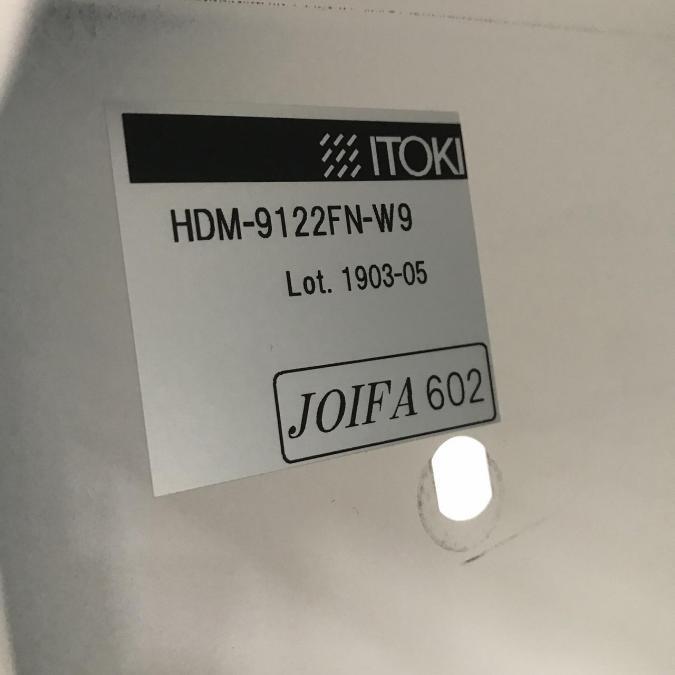 ITOKI
HDM-9122FN-W9
Lot. 1903-05
JOIFA 602